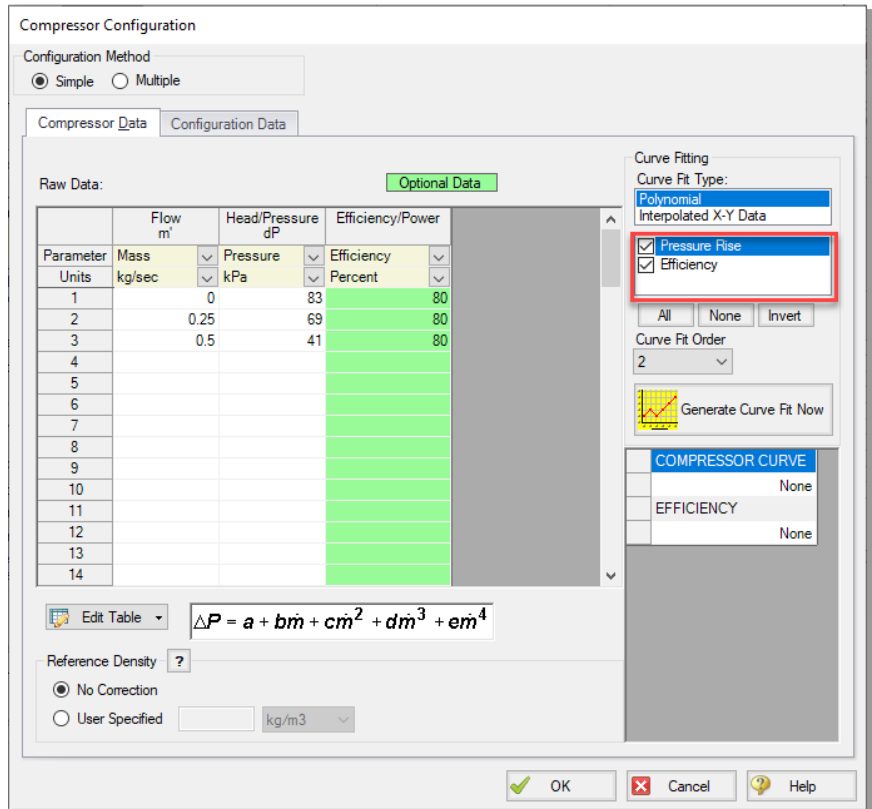 Compressor Configuration
Configuration Method
Simple Multiple
Compressor Data Configuration Data
Raw Data: Optional Data
Flow Head/Pressure Efficiency/Power
m' dP
Parameter Mass Pressure Efficiency
Units kg/sec kPa Percent
1 0 83 80
2 0.25 69 80
3 0.5 41 80
4
5
6
7
8
9
10
11
12
13
14
Edit Table
△P = a + bṁ + cṁ² + dṁ³ + eṁ⁴
Reference Density ?
No Correction
User Specified kg/m3
Curve Fitting
Curve Fit Type:
Polynomial
Interpolated X-Y Data
Pressure Rise
Efficiency
All None Invert
Curve Fit Order
2
Generate Curve Fit Now
COMPRESSOR CURVE
None
EFFICIENCY
None
OK Cancel Help